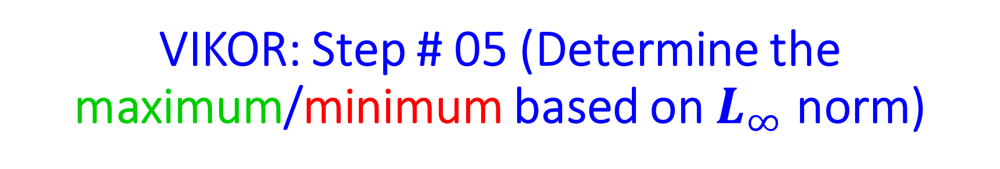 VIKOR: Step # 05 (Determine the
maximum/minimum based on L∞ norm)